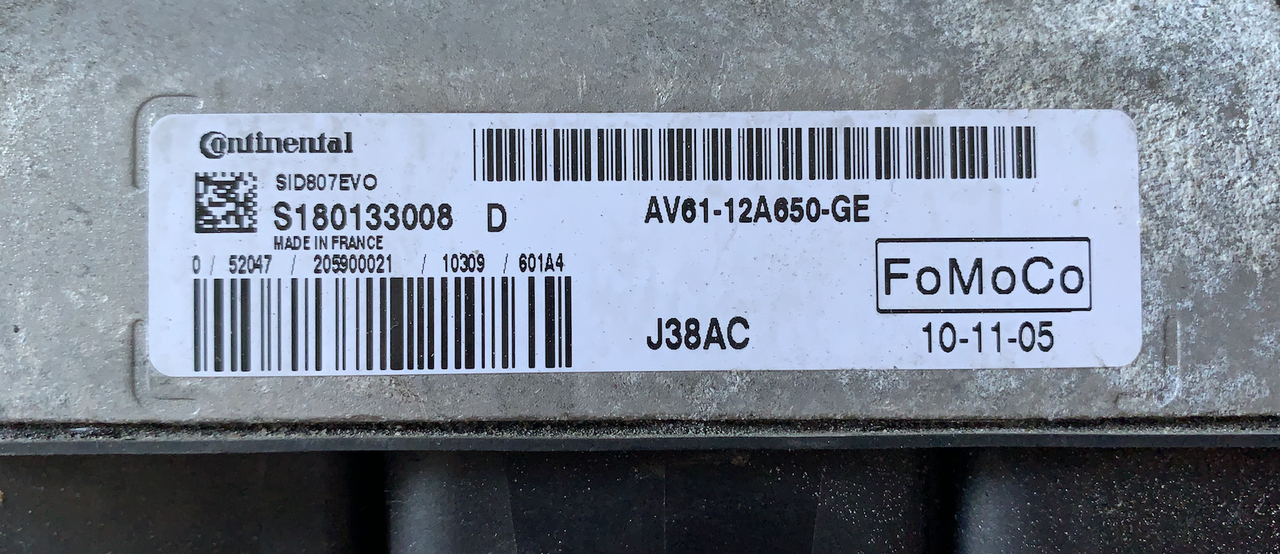 Continental
SID807EVO
S180133008 D
MADE IN FRANCE
0 / 52047 / 205900021 / 10309 / 601A4
AV61-12A650-GE
FoMoCo
J38AC
10-11-05